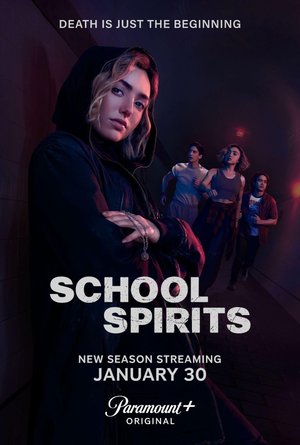 DEATH IS JUST THE BEGINNING
SCHOOL
SPIRITS
NEW SEASON STREAMING
JANUARY 30
Paramount+
ORIGINAL